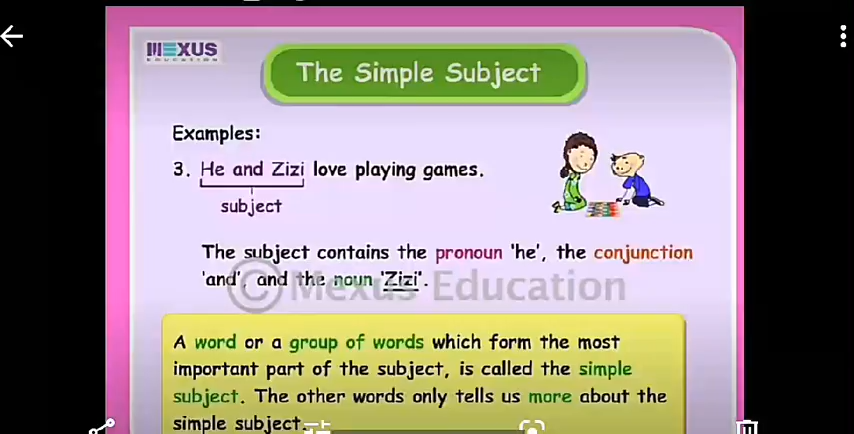 MEXUS
EDUCATION
The Simple Subject
Examples:
3. He and Zizi love playing games.
subject
The subject contains the pronoun 'he', the conjunction
'and', and the noun 'Zizi'.
© Mexus Education
A word or a group of words which form the most
important part of the subject, is called the simple
subject. The other words only tells us more about the
simple subject.